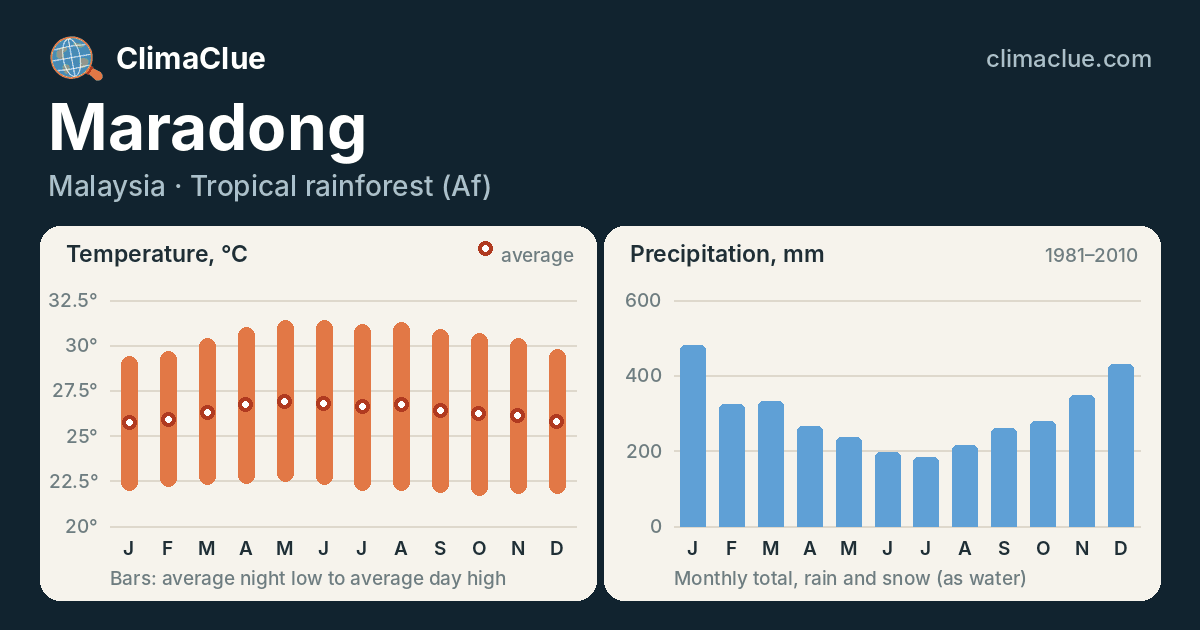 ClimaClue
climaclue.com
Maradong
Malaysia · Tropical rainforest (Af)
Temperature, °C
average
32.5°
30°
27.5°
25°
22.5°
20°
J F M A M J J A S O N D
Bars: average night low to average day high
Precipitation, mm
1981–2010
600
400
200
0
J F M A M J J A S O N D
Monthly total, rain and snow (as water)